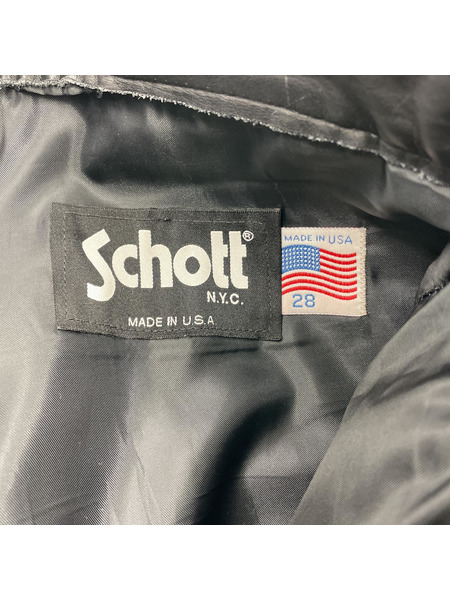 Schott®
N.Y.C.
MADE IN U.S.A
MADE IN USA
28